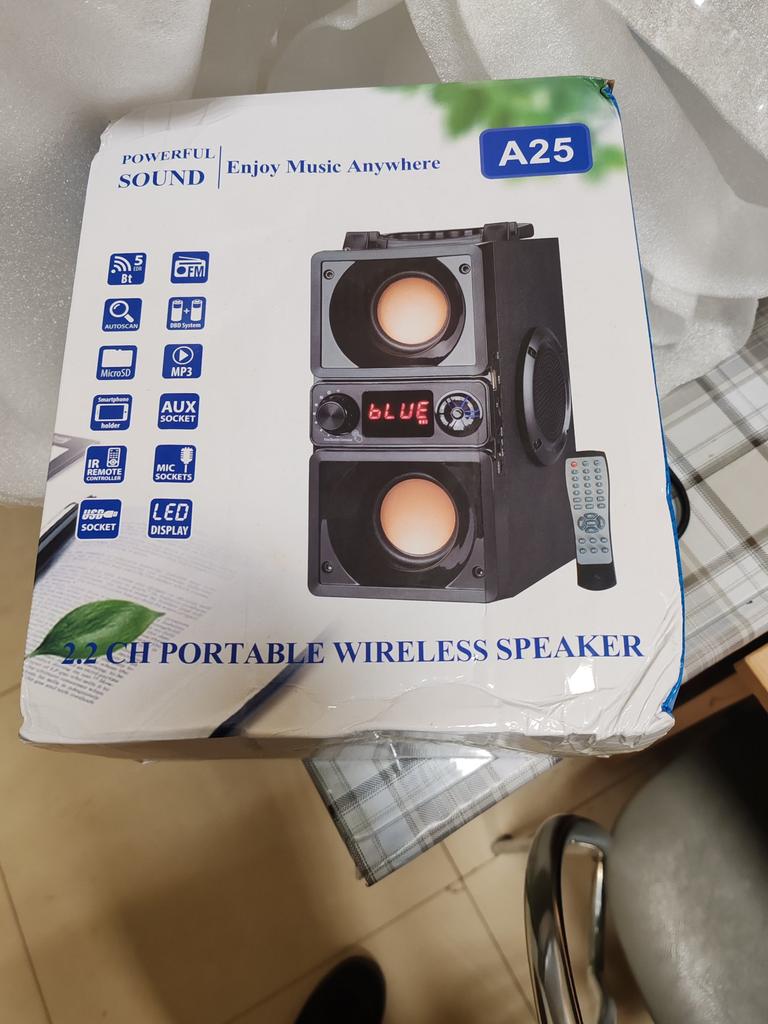 POWERFUL
SOUND
Enjoy Music Anywhere
A25
5
EDR
Bt
FM
AUTOSCAN
DBD System
MicroSD
MP3
Smartphone
holder
AUX
SOCKET
IR
REMOTE
CONTROLLER
MIC
SOCKETS
USB
SOCKET
LED
DISPLAY
bLUE
2.2 CH PORTABLE WIRELESS SPEAKER